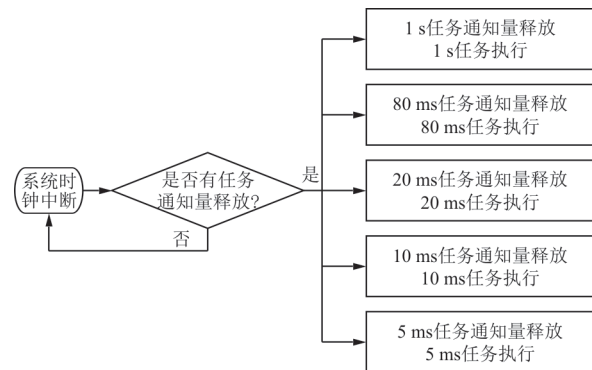 1 s任务通知量释放
1 s任务执行
80 ms任务通知量释放
80 ms任务执行
系统时
钟中断
是否有任务
通知量释放?
是
否
20 ms任务通知量释放
20 ms任务执行
10 ms任务通知量释放
10 ms任务执行
5 ms任务通知量释放
5 ms任务执行